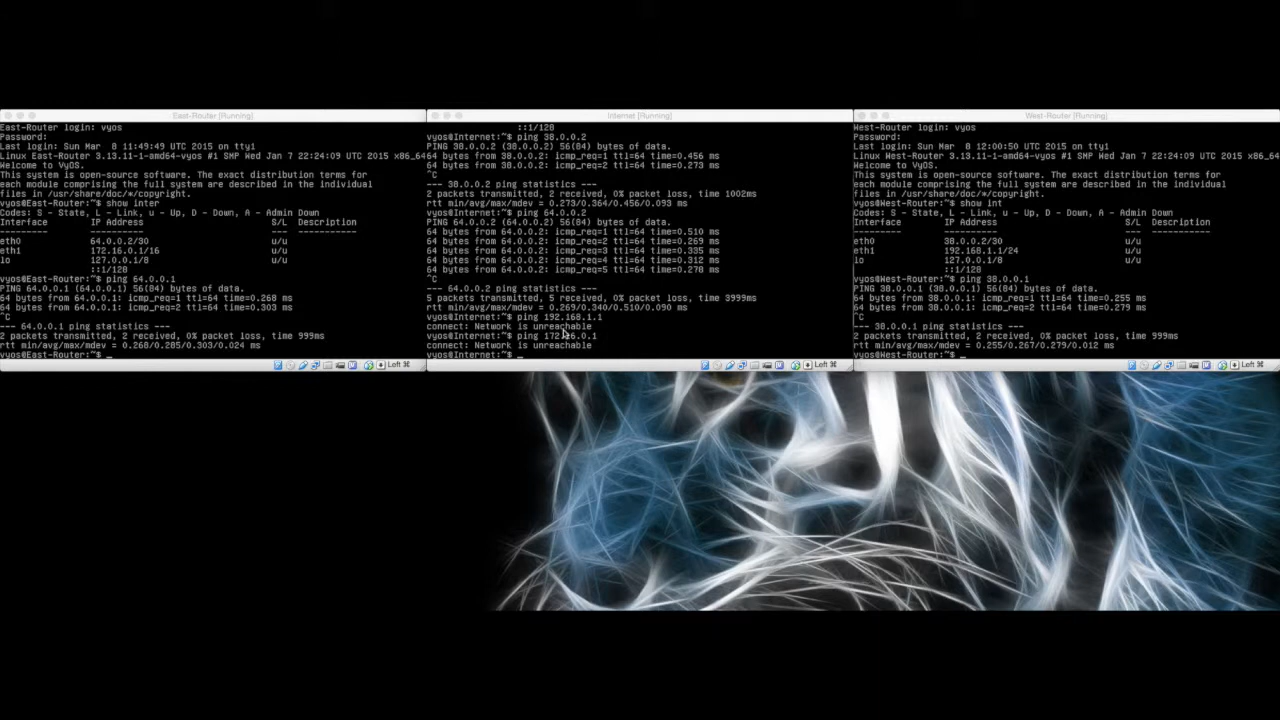 East-Router [Running]
East-Router login: vyos
Password:
Last login: Sun Mar  8 11:49:49 UTC 2015 on tty1
Linux East-Router 3.13.11-1-amd64-vyos #1 SMP Wed Jan 7 22:24:09 UTC 2015 x86_64
Welcome to VyOS.
This system is open-source software. The exact distribution terms for
each module comprising the full system are described in the individual
files in /usr/share/doc/*/copyright.
vyos@East-Router:~$ show inter
Codes: S - State, L - Link, u - Up, D - Down, A - Admin Down
Interface        IP Address                        S/L  Description
---------        ----------                        ---  -----------
eth0             64.0.0.2/30                       u/u
eth1             172.16.0.1/16                     u/u
lo               127.0.0.1/8                       u/u
                 ::1/128
vyos@East-Router:~$ ping 64.0.0.1
PING 64.0.0.1 (64.0.0.1) 56(84) bytes of data.
64 bytes from 64.0.0.1: icmp_req=1 ttl=64 time=0.268 ms
64 bytes from 64.0.0.1: icmp_req=2 ttl=64 time=0.303 ms
^C
--- 64.0.0.1 ping statistics ---
2 packets transmitted, 2 received, 0% packet loss, time 999ms
rtt min/avg/max/mdev = 0.268/0.285/0.303/0.024 ms
vyos@East-Router:~$ _
Left ⌘
Internet [Running]
                 ::1/128
vyos@Internet:~$ ping 38.0.0.2
PING 38.0.0.2 (38.0.0.2) 56(84) bytes of data.
64 bytes from 38.0.0.2: icmp_req=1 ttl=64 time=0.456 ms
64 bytes from 38.0.0.2: icmp_req=2 ttl=64 time=0.273 ms
^C
--- 38.0.0.2 ping statistics ---
2 packets transmitted, 2 received, 0% packet loss, time 1002ms
rtt min/avg/max/mdev = 0.273/0.364/0.456/0.093 ms
vyos@Internet:~$ ping 64.0.0.2
PING 64.0.0.2 (64.0.0.2) 56(84) bytes of data.
64 bytes from 64.0.0.2: icmp_req=1 ttl=64 time=0.510 ms
64 bytes from 64.0.0.2: icmp_req=2 ttl=64 time=0.269 ms
64 bytes from 64.0.0.2: icmp_req=3 ttl=64 time=0.335 ms
64 bytes from 64.0.0.2: icmp_req=4 ttl=64 time=0.312 ms
64 bytes from 64.0.0.2: icmp_req=5 ttl=64 time=0.278 ms
^C
--- 64.0.0.2 ping statistics ---
5 packets transmitted, 5 received, 0% packet loss, time 3999ms
rtt min/avg/max/mdev = 0.269/0.340/0.510/0.090 ms
vyos@Internet:~$ ping 192.168.1.1
connect: Network is unreachable
vyos@Internet:~$ ping 172.16.0.1
connect: Network is unreachable
vyos@Internet:~$ _
Left ⌘
West-Router [Running]
West-Router login: vyos
Password:
Last login: Sun Mar  8 12:00:50 UTC 2015 on tty1
Linux West-Router 3.13.11-1-amd64-vyos #1 SMP Wed Jan 7 22:24:09 UTC 2015 x86_64
Welcome to VyOS.
This system is open-source software. The exact distribution terms for
each module comprising the full system are described in the individual
files in /usr/share/doc/*/copyright.
vyos@West-Router:~$ show int
Codes: S - State, L - Link, u - Up, D - Down, A - Admin Down
Interface        IP Address                        S/L  Description
---------        ----------                        ---  -----------
eth0             38.0.0.2/30                       u/u
eth1             192.168.1.1/24                    u/u
lo               127.0.0.1/8                       u/u
                 ::1/128
vyos@West-Router:~$ ping 38.0.0.1
PING 38.0.0.1 (38.0.0.1) 56(84) bytes of data.
64 bytes from 38.0.0.1: icmp_req=1 ttl=64 time=0.255 ms
64 bytes from 38.0.0.1: icmp_req=2 ttl=64 time=0.279 ms
^C
--- 38.0.0.1 ping statistics ---
2 packets transmitted, 2 received, 0% packet loss, time 999ms
rtt min/avg/max/mdev = 0.255/0.267/0.279/0.012 ms
vyos@West-Router:~$ _
Left ⌘